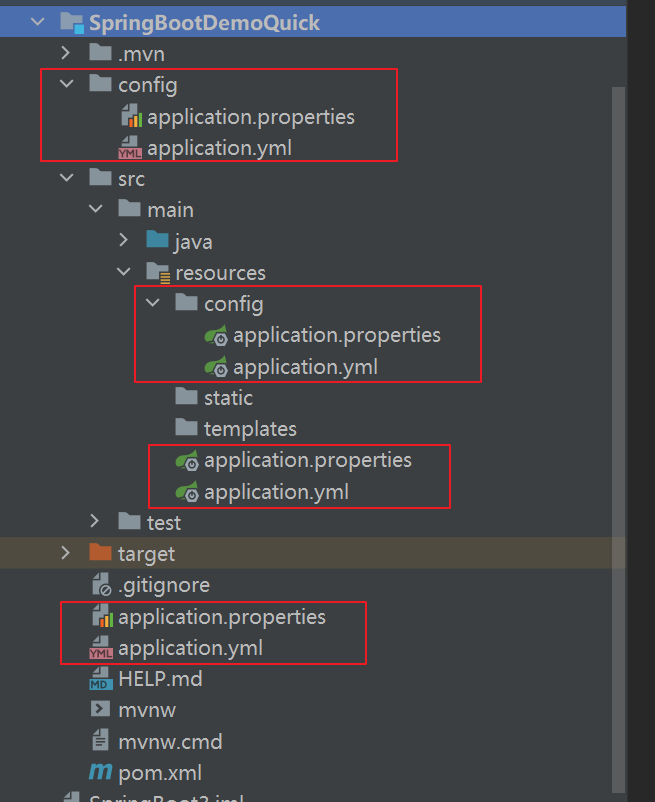 SpringBootDemoQuick
.mvn
config
application.properties
YML application.yml
src
main
java
resources
config
application.properties
application.yml
static
templates
application.properties
application.yml
test
target
.gitignore
application.properties
YML application.yml
MD HELP.md
mvnw
mvnw.cmd
m pom.xml
SpringBoot3.iml